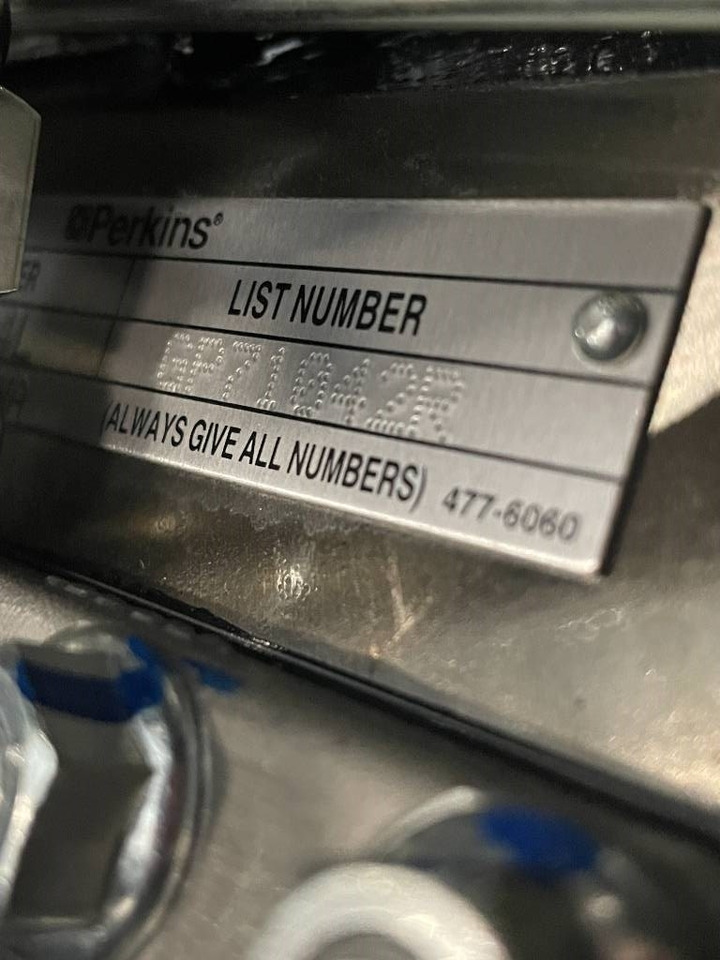 Perkins®
LIST NUMBER
(ALWAYS GIVE ALL NUMBERS) 477-6060